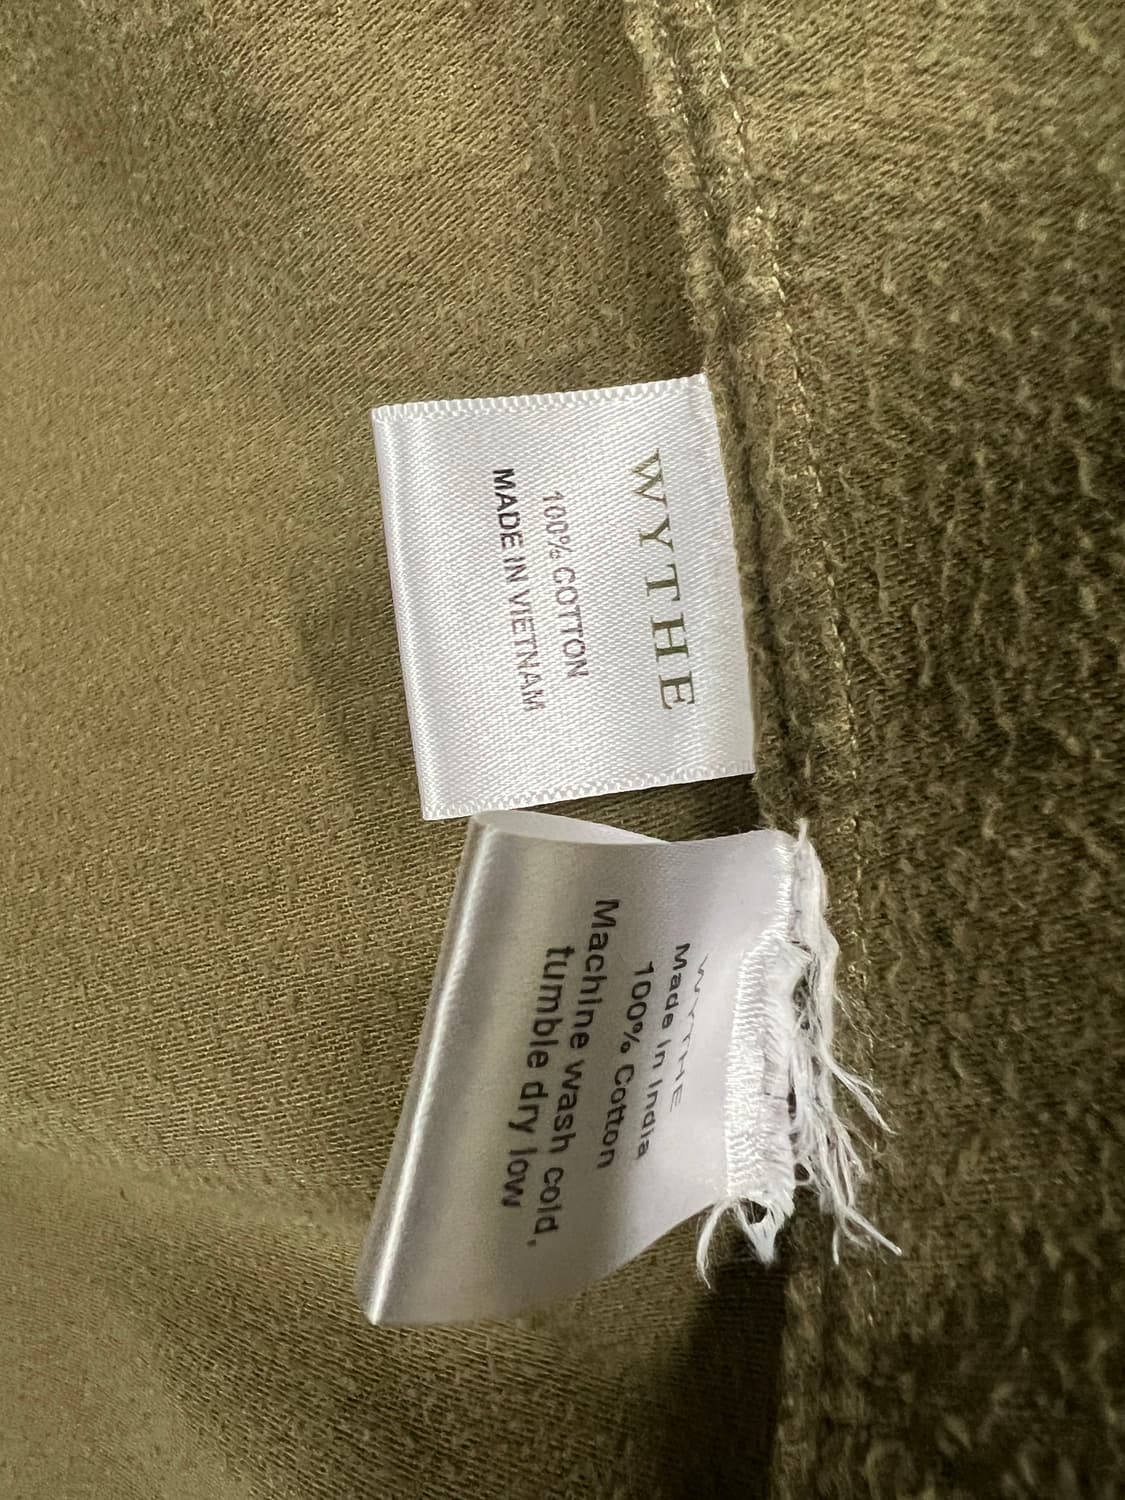 WYTHE
100% COTTON
MADE IN VIETNAM
WYTHE
Made in India
100% Cotton
Machine wash cold,
tumble dry low